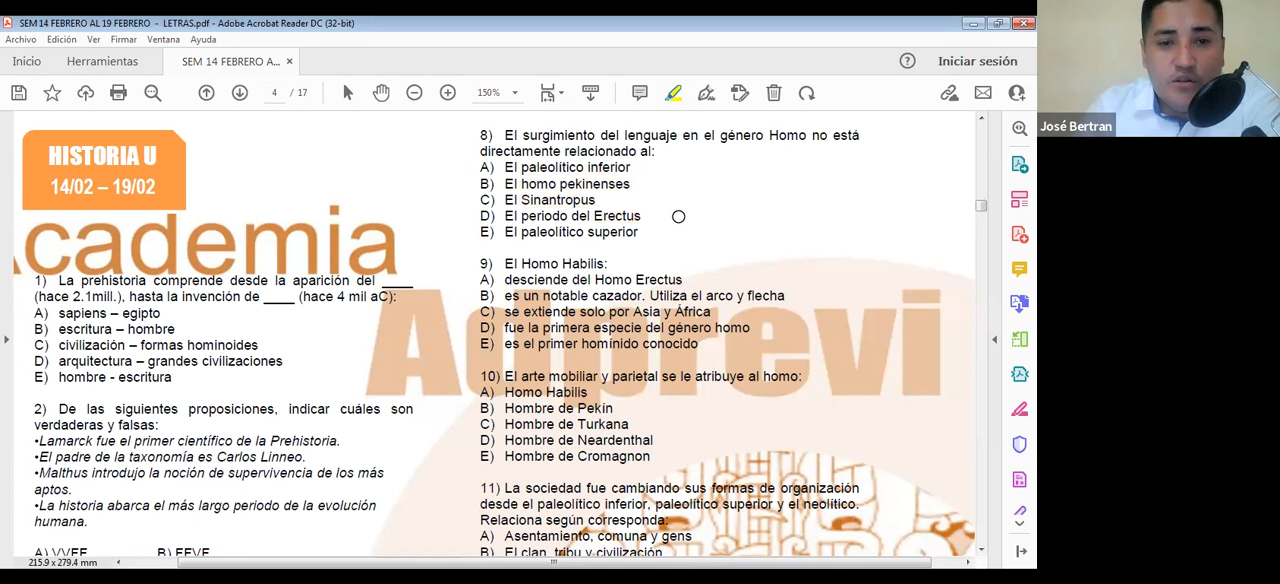 SEM 14 FEBRERO AL 19 FEBRERO - LETRAS.pdf - Adobe Acrobat Reader DC (32-bit)
Archivo Edición Ver Firmar Ventana Ayuda
Inicio Herramientas SEM 14 FEBRERO A... × Iniciar sesión
4 / 17 150%
José Bertran
HISTORIA U
14/02 – 19/02
cademia
Adprevi
1) La prehistoria comprende desde la aparición del ____
(hace 2.1mill.), hasta la invención de ____ (hace 4 mil aC):
A) sapiens – egipto
B) escritura – hombre
C) civilización – formas hominoides
D) arquitectura – grandes civilizaciones
E) hombre - escritura
2) De las siguientes proposiciones, indicar cuáles son
verdaderas y falsas:
•Lamarck fue el primer científico de la Prehistoria.
•El padre de la taxonomía es Carlos Linneo.
•Malthus introdujo la noción de supervivencia de los más
aptos.
•La historia abarca el más largo periodo de la evolución
humana.
A) VVFF B) FFVF
8) El surgimiento del lenguaje en el género Homo no está
directamente relacionado al:
A) El paleolítico inferior
B) El homo pekinenses
C) El Sinantropus
D) El periodo del Erectus
E) El paleolítico superior
9) El Homo Habilis:
A) desciende del Homo Erectus
B) es un notable cazador. Utiliza el arco y flecha
C) se extiende solo por Asia y África
D) fue la primera especie del género homo
E) es el primer homínido conocido
10) El arte mobiliar y parietal se le atribuye al homo:
A) Homo Habilis
B) Hombre de Pekín
C) Hombre de Turkana
D) Hombre de Neardenthal
E) Hombre de Cromagnon
11) La sociedad fue cambiando sus formas de organización
desde el paleolítico inferior, paleolítico superior y el neolítico.
Relaciona según corresponda:
A) Asentamiento, comuna y gens
B) El clan, tribu y civilización
215.9 x 279.4 mm